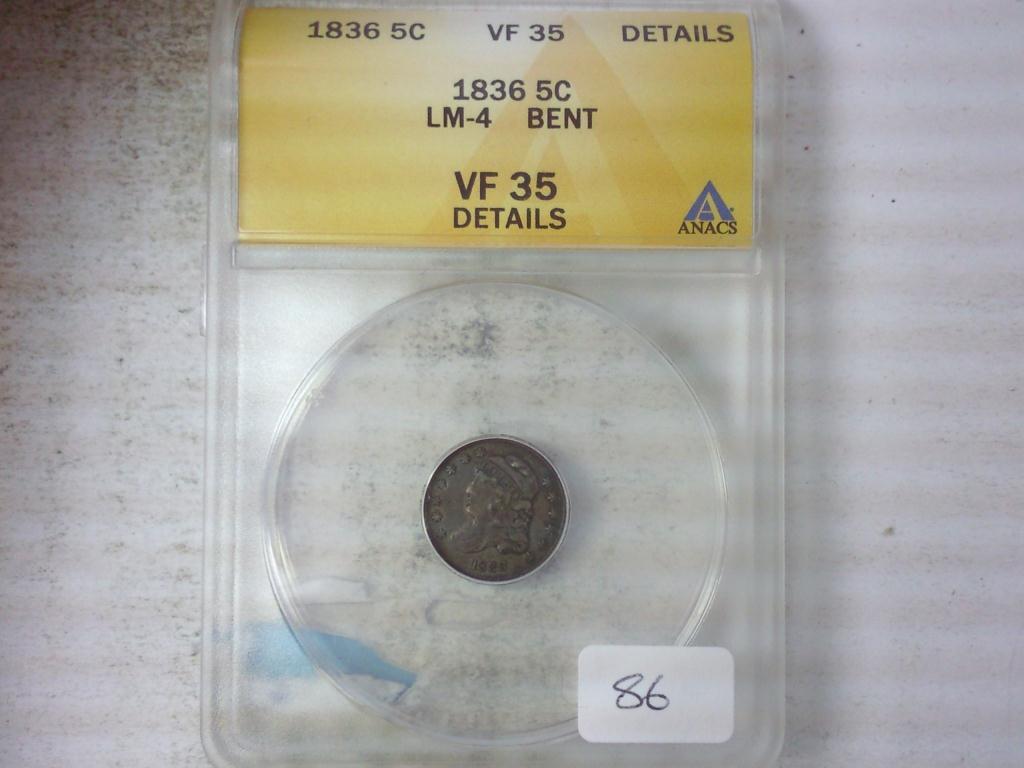 1836 5C VF 35 DETAILS
1836 5C
LM-4 BENT
VF 35
DETAILS
ANACS
86